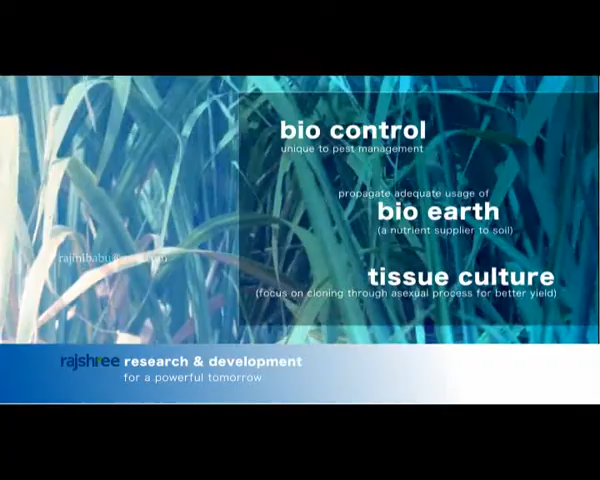 bio control
unique to pest management
propagate adequate usage of
bio earth
(a nutrient supplier to soil)
tissue culture
(focus on cloning through asexual process for better yield)
rajshree research & development
for a powerful tomorrow